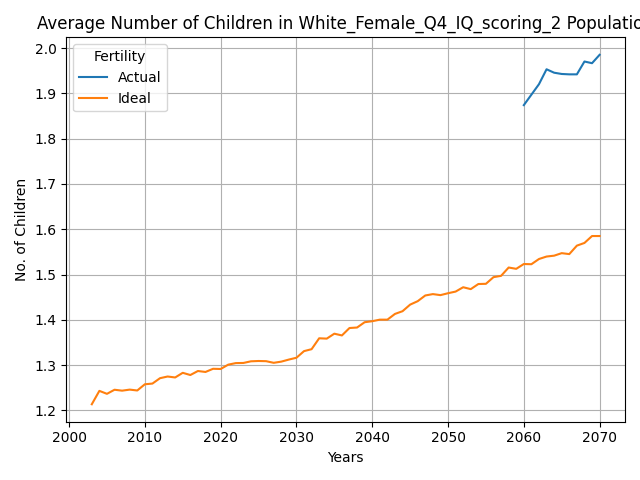 Average Number of Children in White_Female_Q4_IQ_scoring_2 Populatio
Fertility
Actual
Ideal
2.0
1.9
1.8
1.7
1.6
1.5
1.4
1.3
1.2
No. of Children
2000 2010 2020 2030 2040 2050 2060 2070
Years